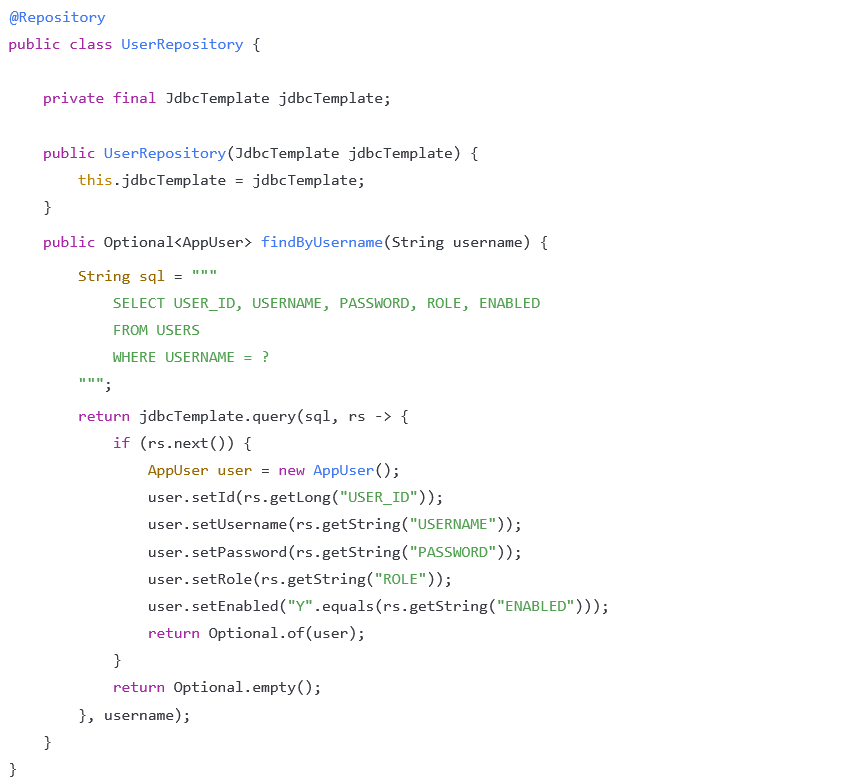 @Repository
public class UserRepository {
    private final JdbcTemplate jdbcTemplate;
    public UserRepository(JdbcTemplate jdbcTemplate) {
        this.jdbcTemplate = jdbcTemplate;
    }
    public Optional<AppUser> findByUsername(String username) {
        String sql = """
            SELECT USER_ID, USERNAME, PASSWORD, ROLE, ENABLED
            FROM USERS
            WHERE USERNAME = ?
        """;
        return jdbcTemplate.query(sql, rs -> {
            if (rs.next()) {
                AppUser user = new AppUser();
                user.setId(rs.getLong("USER_ID"));
                user.setUsername(rs.getString("USERNAME"));
                user.setPassword(rs.getString("PASSWORD"));
                user.setRole(rs.getString("ROLE"));
                user.setEnabled("Y".equals(rs.getString("ENABLED")));
                return Optional.of(user);
            }
            return Optional.empty();
        }, username);
    }
}